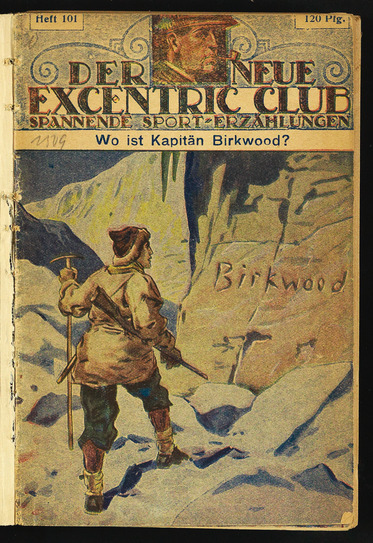 Heft 101
120 Pfg.
DER NEUE
EXCENTRIC CLUB
SPANNENDE SPORT-ERZÄHLUNGEN
Wo ist Kapitän Birkwood?
Birkwood